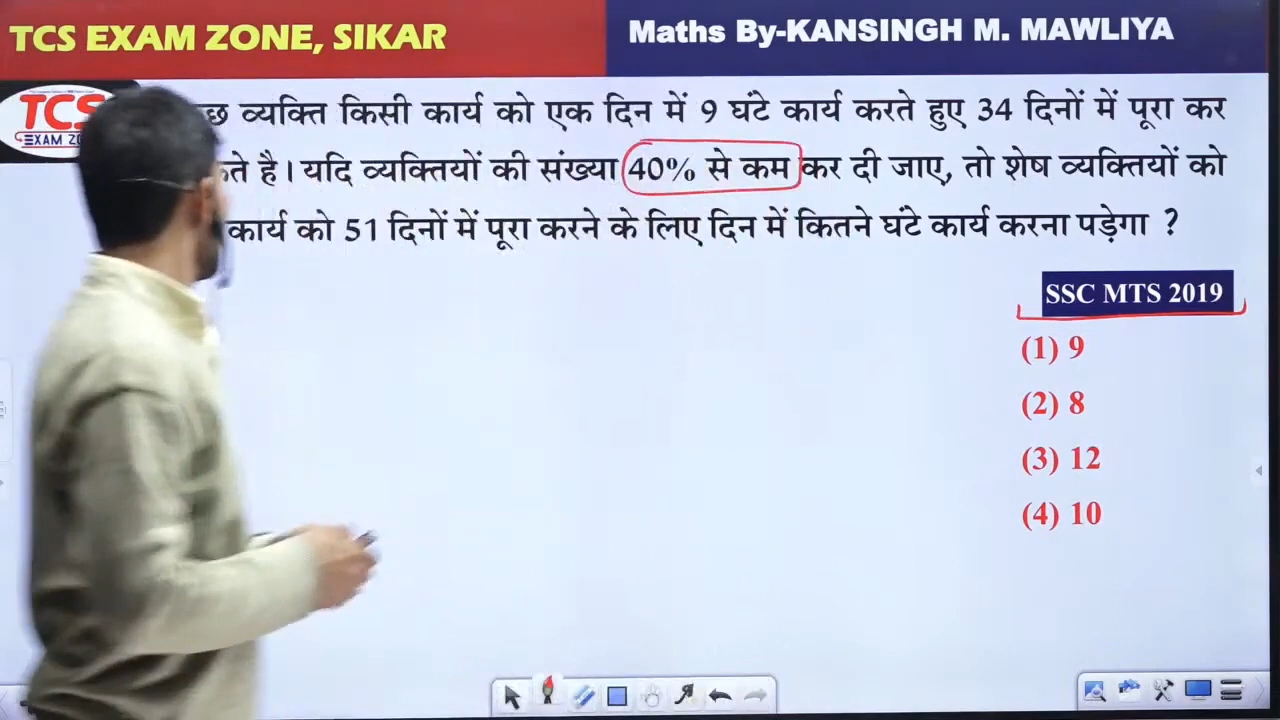 TCS EXAM ZONE, SIKAR
Maths By-KANSINGH M. MAWLIYA
TCS
EXAM
व्यक्ति किसी कार्य को एक दिन में 9 घंटे कार्य करते हुए 34 दिनों में पूरा कर
है। यदि व्यक्तियों की संख्या 40% से कम कर दी जाए, तो शेष व्यक्तियों को
कार्य को 51 दिनों में पूरा करने के लिए दिन में कितने घंटे कार्य करना पड़ेगा ?
SSC MTS 2019
(1) 9
(2) 8
(3) 12
(4) 10